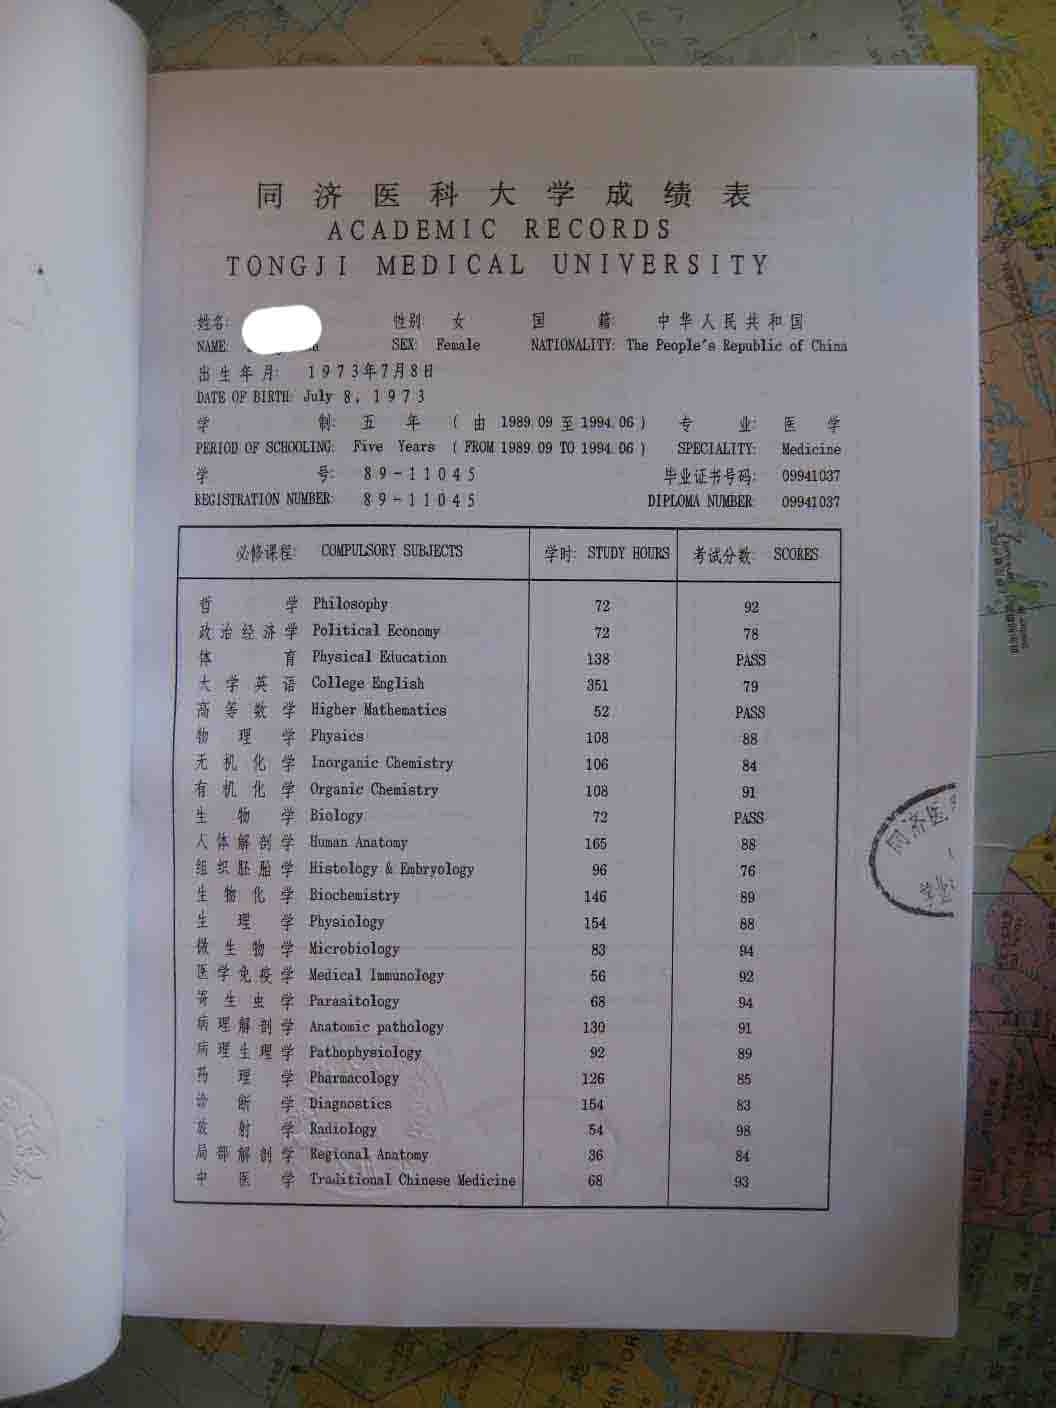 同济医科大学成绩表
ACADEMIC RECORDS
TONGJI MEDICAL UNIVERSITY
姓名: 性别 女 国籍: 中华人民共和国
NAME: SEX: Female NATIONALITY: The People's Republic of China
出生年月: 1973年7月8日
DATE OF BIRTH: July 8, 1973
学制: 五年 (由 1989.09 至 1994.06) 专业: 医学
PERIOD OF SCHOOLING: Five Years (FROM 1989.09 TO 1994.06) SPECIALITY: Medicine
学号: 89-11045 毕业证书号码: 09941037
REGISTRATION NUMBER: 89-11045 DIPLOMA NUMBER: 09941037
必修课程: COMPULSORY SUBJECTS 学时: STUDY HOURS 考试分数: SCORES
哲学 Philosophy 72 92
政治经济学 Political Economy 72 78
体育 Physical Education 138 PASS
大学英语 College English 351 79
高等数学 Higher Mathematics 52 PASS
物理学 Physics 108 88
无机化学 Inorganic Chemistry 106 84
有机化学 Organic Chemistry 108 91
生物学 Biology 72 PASS
人体解剖学 Human Anatomy 165 88
组织胚胎学 Histology & Embryology 96 76
生物化学 Biochemistry 146 89
生理学 Physiology 154 88
微生物学 Microbiology 83 94
医学免疫学 Medical Immunology 56 92
寄生虫学 Parasitology 68 94
病理解剖学 Anatomic pathology 130 91
病理生理学 Pathophysiology 92 89
药理学 Pharmacology 126 85
诊断学 Diagnostics 154 83
放射学 Radiology 54 98
局部解剖学 Regional Anatomy 36 84
中医学 Traditional Chinese Medicine 68 93
同济医